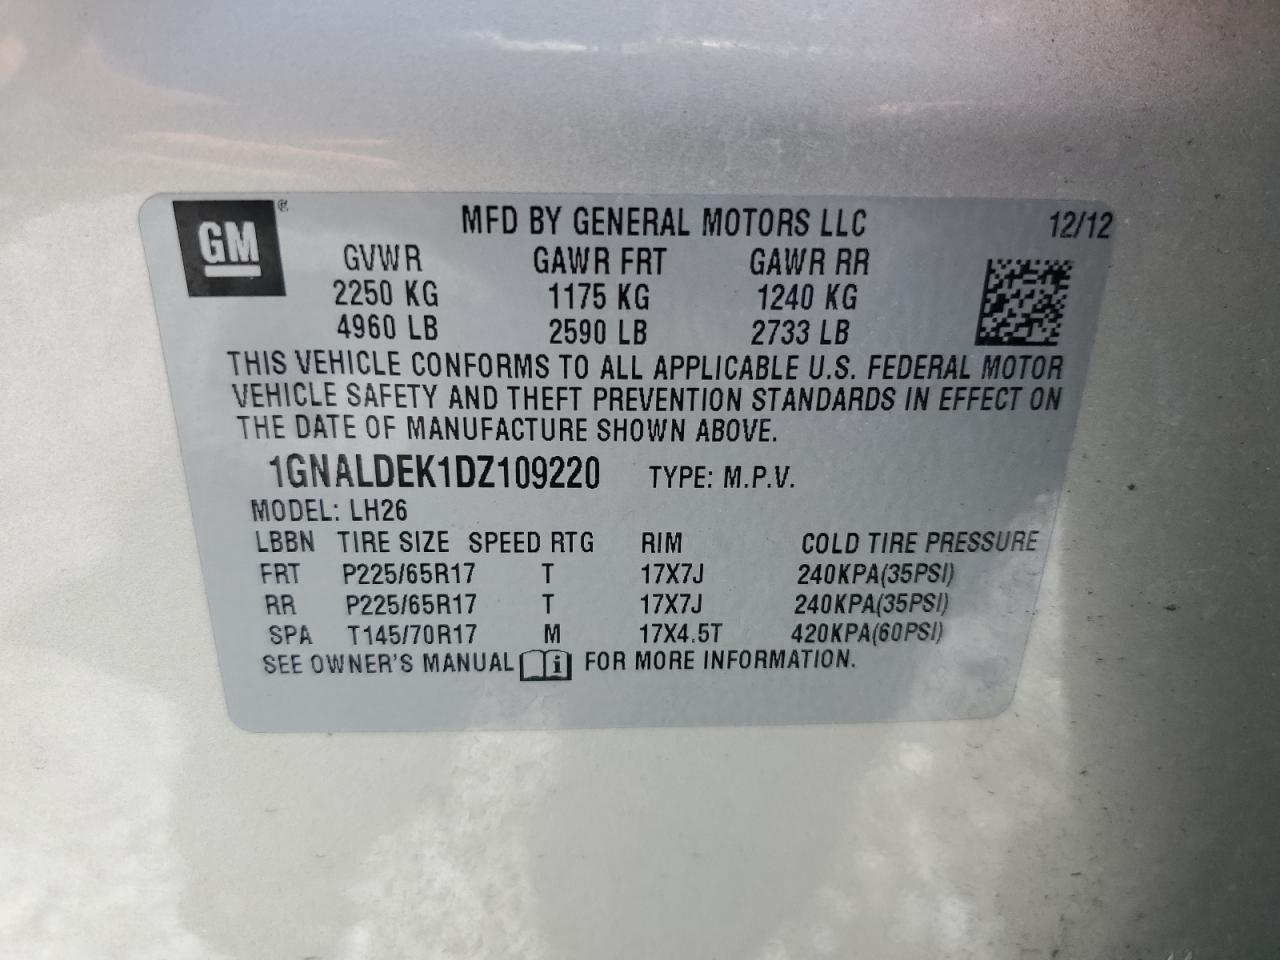 GM®
MFD BY GENERAL MOTORS LLC 12/12
GVWR GAWR FRT GAWR RR
2250 KG 1175 KG 1240 KG
4960 LB 2590 LB 2733 LB
THIS VEHICLE CONFORMS TO ALL APPLICABLE U.S. FEDERAL MOTOR
VEHICLE SAFETY AND THEFT PREVENTION STANDARDS IN EFFECT ON
THE DATE OF MANUFACTURE SHOWN ABOVE.
1GNALDEK1DZ109220 TYPE: M.P.V.
MODEL: LH26
LBBN TIRE SIZE SPEED RTG RIM COLD TIRE PRESSURE
FRT P225/65R17 T 17X7J 240KPA(35PSI)
RR P225/65R17 T 17X7J 240KPA(35PSI)
SPA T145/70R17 M 17X4.5T 420KPA(60PSI)
SEE OWNER'S MANUAL i FOR MORE INFORMATION.